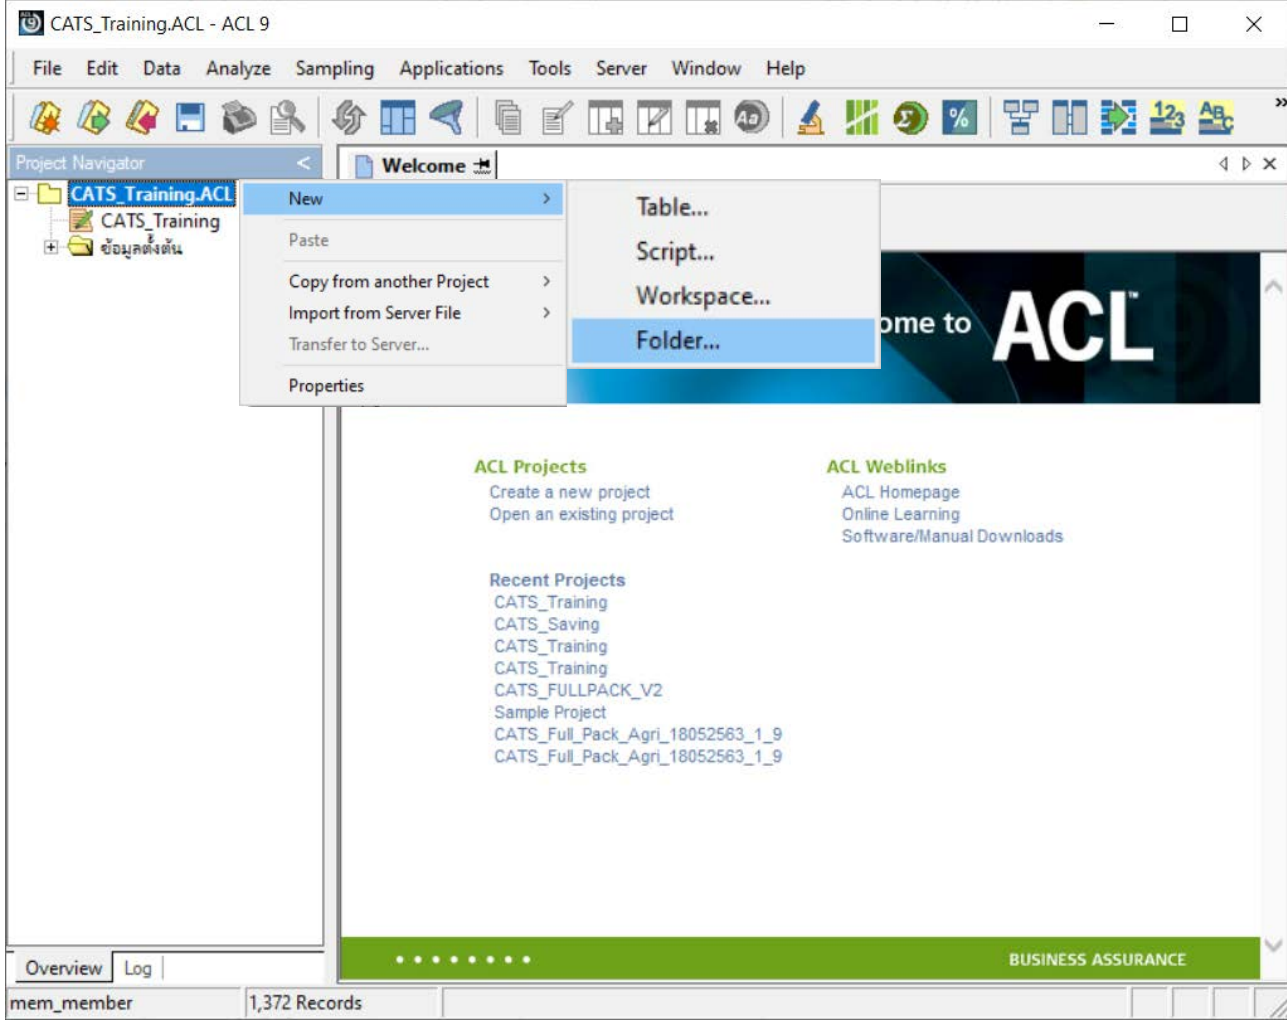 CATS_Training.ACL - ACL 9
File Edit Data Analyze Sampling Applications Tools Server Window Help
Project Navigator <
Welcome
CATS_Training.ACL
CATS_Training
ข้อมูลตั้งต้น
New
Paste
Copy from another Project
Import from Server File
Transfer to Server...
Properties
Table...
Script...
Workspace...
Folder...
ome to ACL™
ACL Projects
Create a new project
Open an existing project
ACL Weblinks
ACL Homepage
Online Learning
Software/Manual Downloads
Recent Projects
CATS_Training
CATS_Saving
CATS_Training
CATS_Training
CATS_FULLPACK_V2
Sample Project
CATS_Full_Pack_Agri_18052563_1_9
CATS_Full_Pack_Agri_18052563_1_9
BUSINESS ASSURANCE
Overview Log
mem_member 1,372 Records